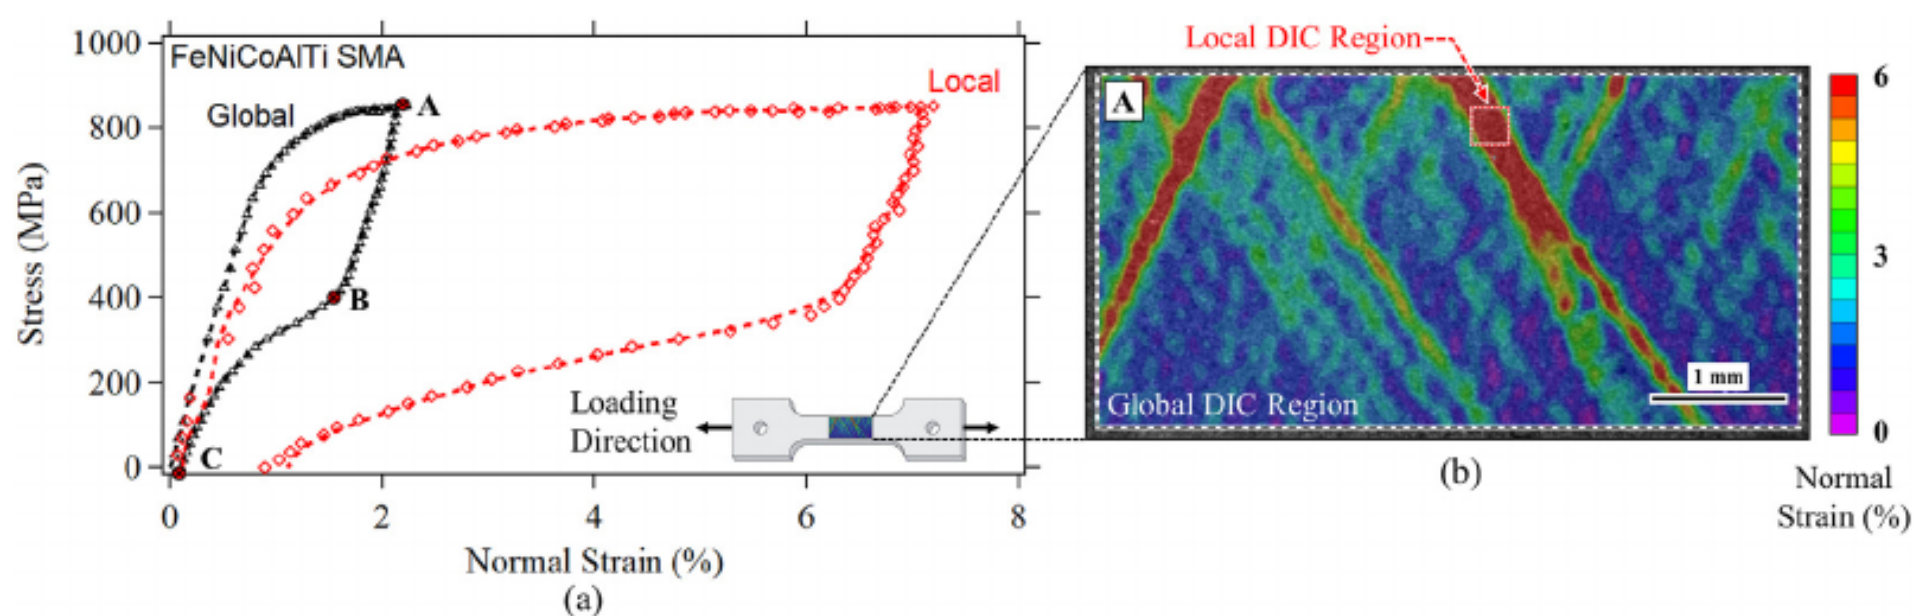 1000
800
600
400
200
0
Stress (MPa)
FeNiCoAlTi SMA
Global
A
Local
B
C
Loading
Direction
0
2
4
6
8
Normal Strain (%)
(a)
Local DIC Region
A
Global DIC Region
1 mm
(b)
6
3
0
Normal
Strain (%)